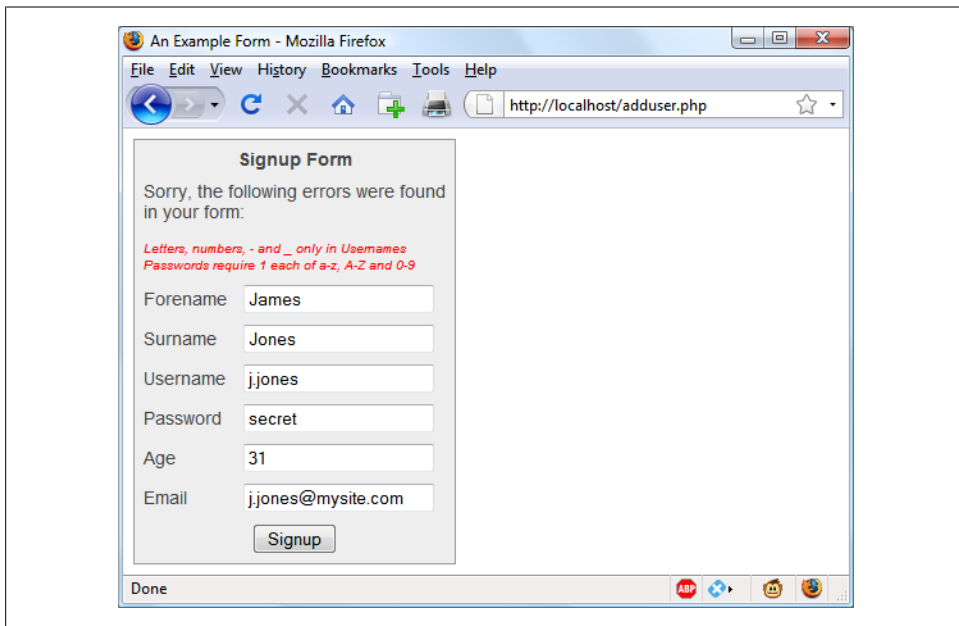 An Example Form - Mozilla Firefox
File Edit View History Bookmarks Tools Help
http://localhost/adduser.php
Signup Form
Sorry, the following errors were found
in your form:
Letters, numbers, - and _ only in Usernames
Passwords require 1 each of a-z, A-Z and 0-9
Forename James
Surname Jones
Username j.jones
Password secret
Age 31
Email j.jones@mysite.com
Signup
Done
ABP